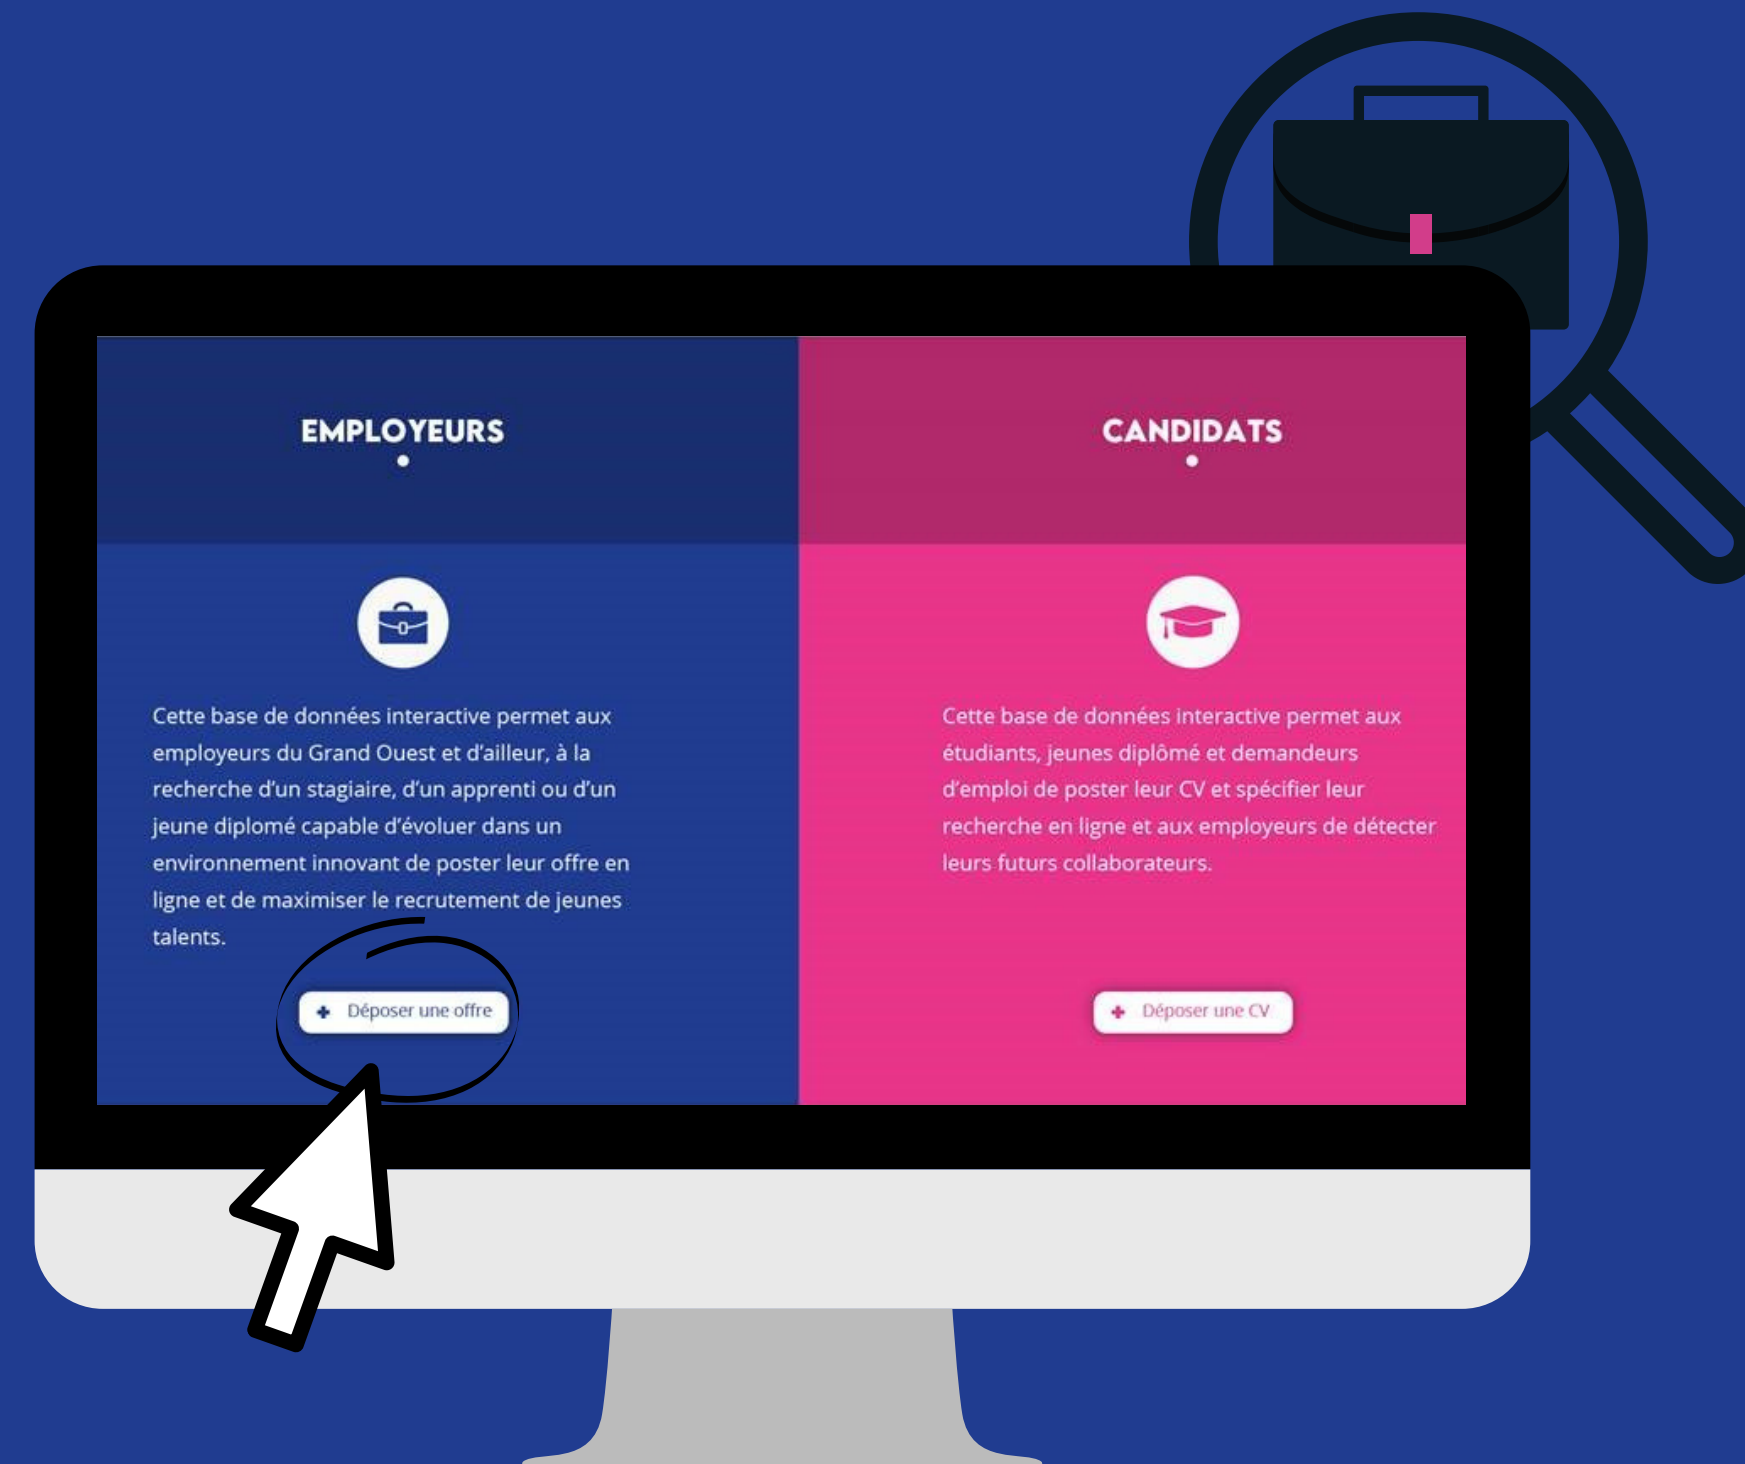 EMPLOYEURS
Cette base de données interactive permet aux
employeurs du Grand Ouest et d'ailleur, à la
recherche d'un stagiaire, d'un apprenti ou d'un
jeune diplomé capable d'évoluer dans un
environnement innovant de poster leur offre en
ligne et de maximiser le recrutement de jeunes
talents.
Déposer une offre
CANDIDATS
Cette base de données interactive permet aux
étudiants, jeunes diplômé et demandeurs
d'emploi de poster leur CV et spécifier leur
recherche en ligne et aux employeurs de détecter
leurs futurs collaborateurs.
Déposer une CV